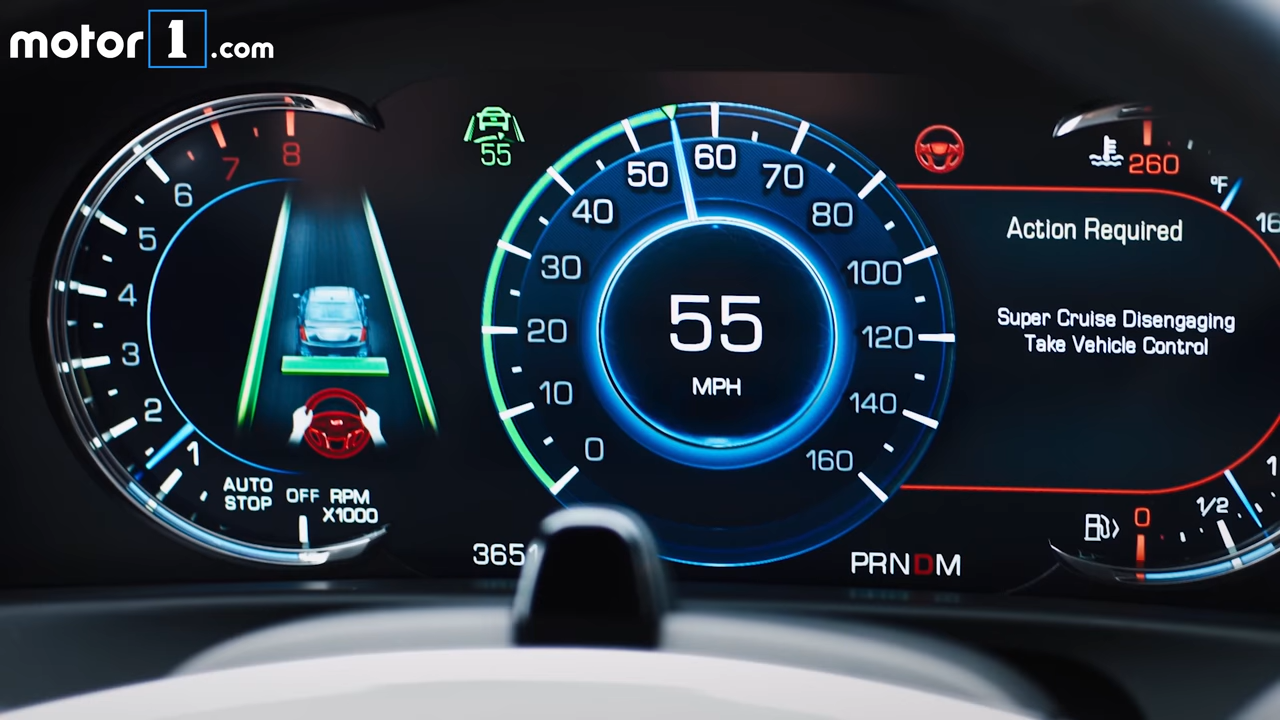 motor1.com
8
7
6
5
4
3
2
1
AUTO
STOP
OFF
RPM
X1000
55
0
10
20
30
40
50
60
70
80
100
120
140
160
55
MPH
PRNDM
260
°F
Action Required
Super Cruise Disengaging
Take Vehicle Control
0
1/2